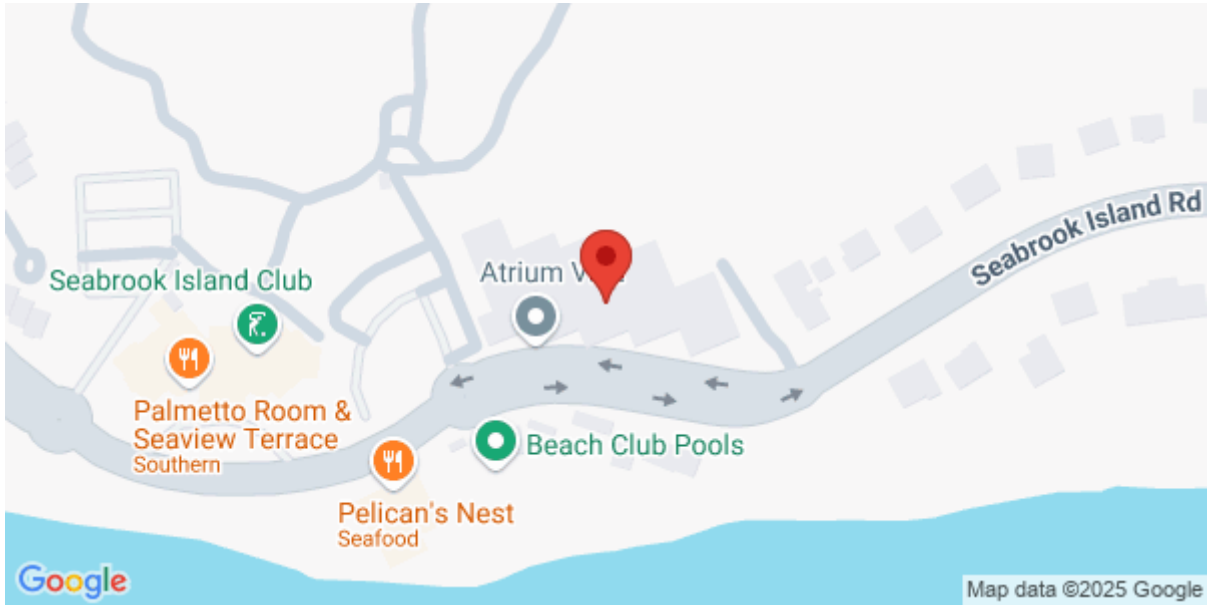 Seabrook Island Rd
Atrium
Seabrook Island Club
Palmetto Room &
Seaview Terrace
Southern
Beach Club Pools
Pelican's Nest
Seafood
Google
Map data ©2025 Google